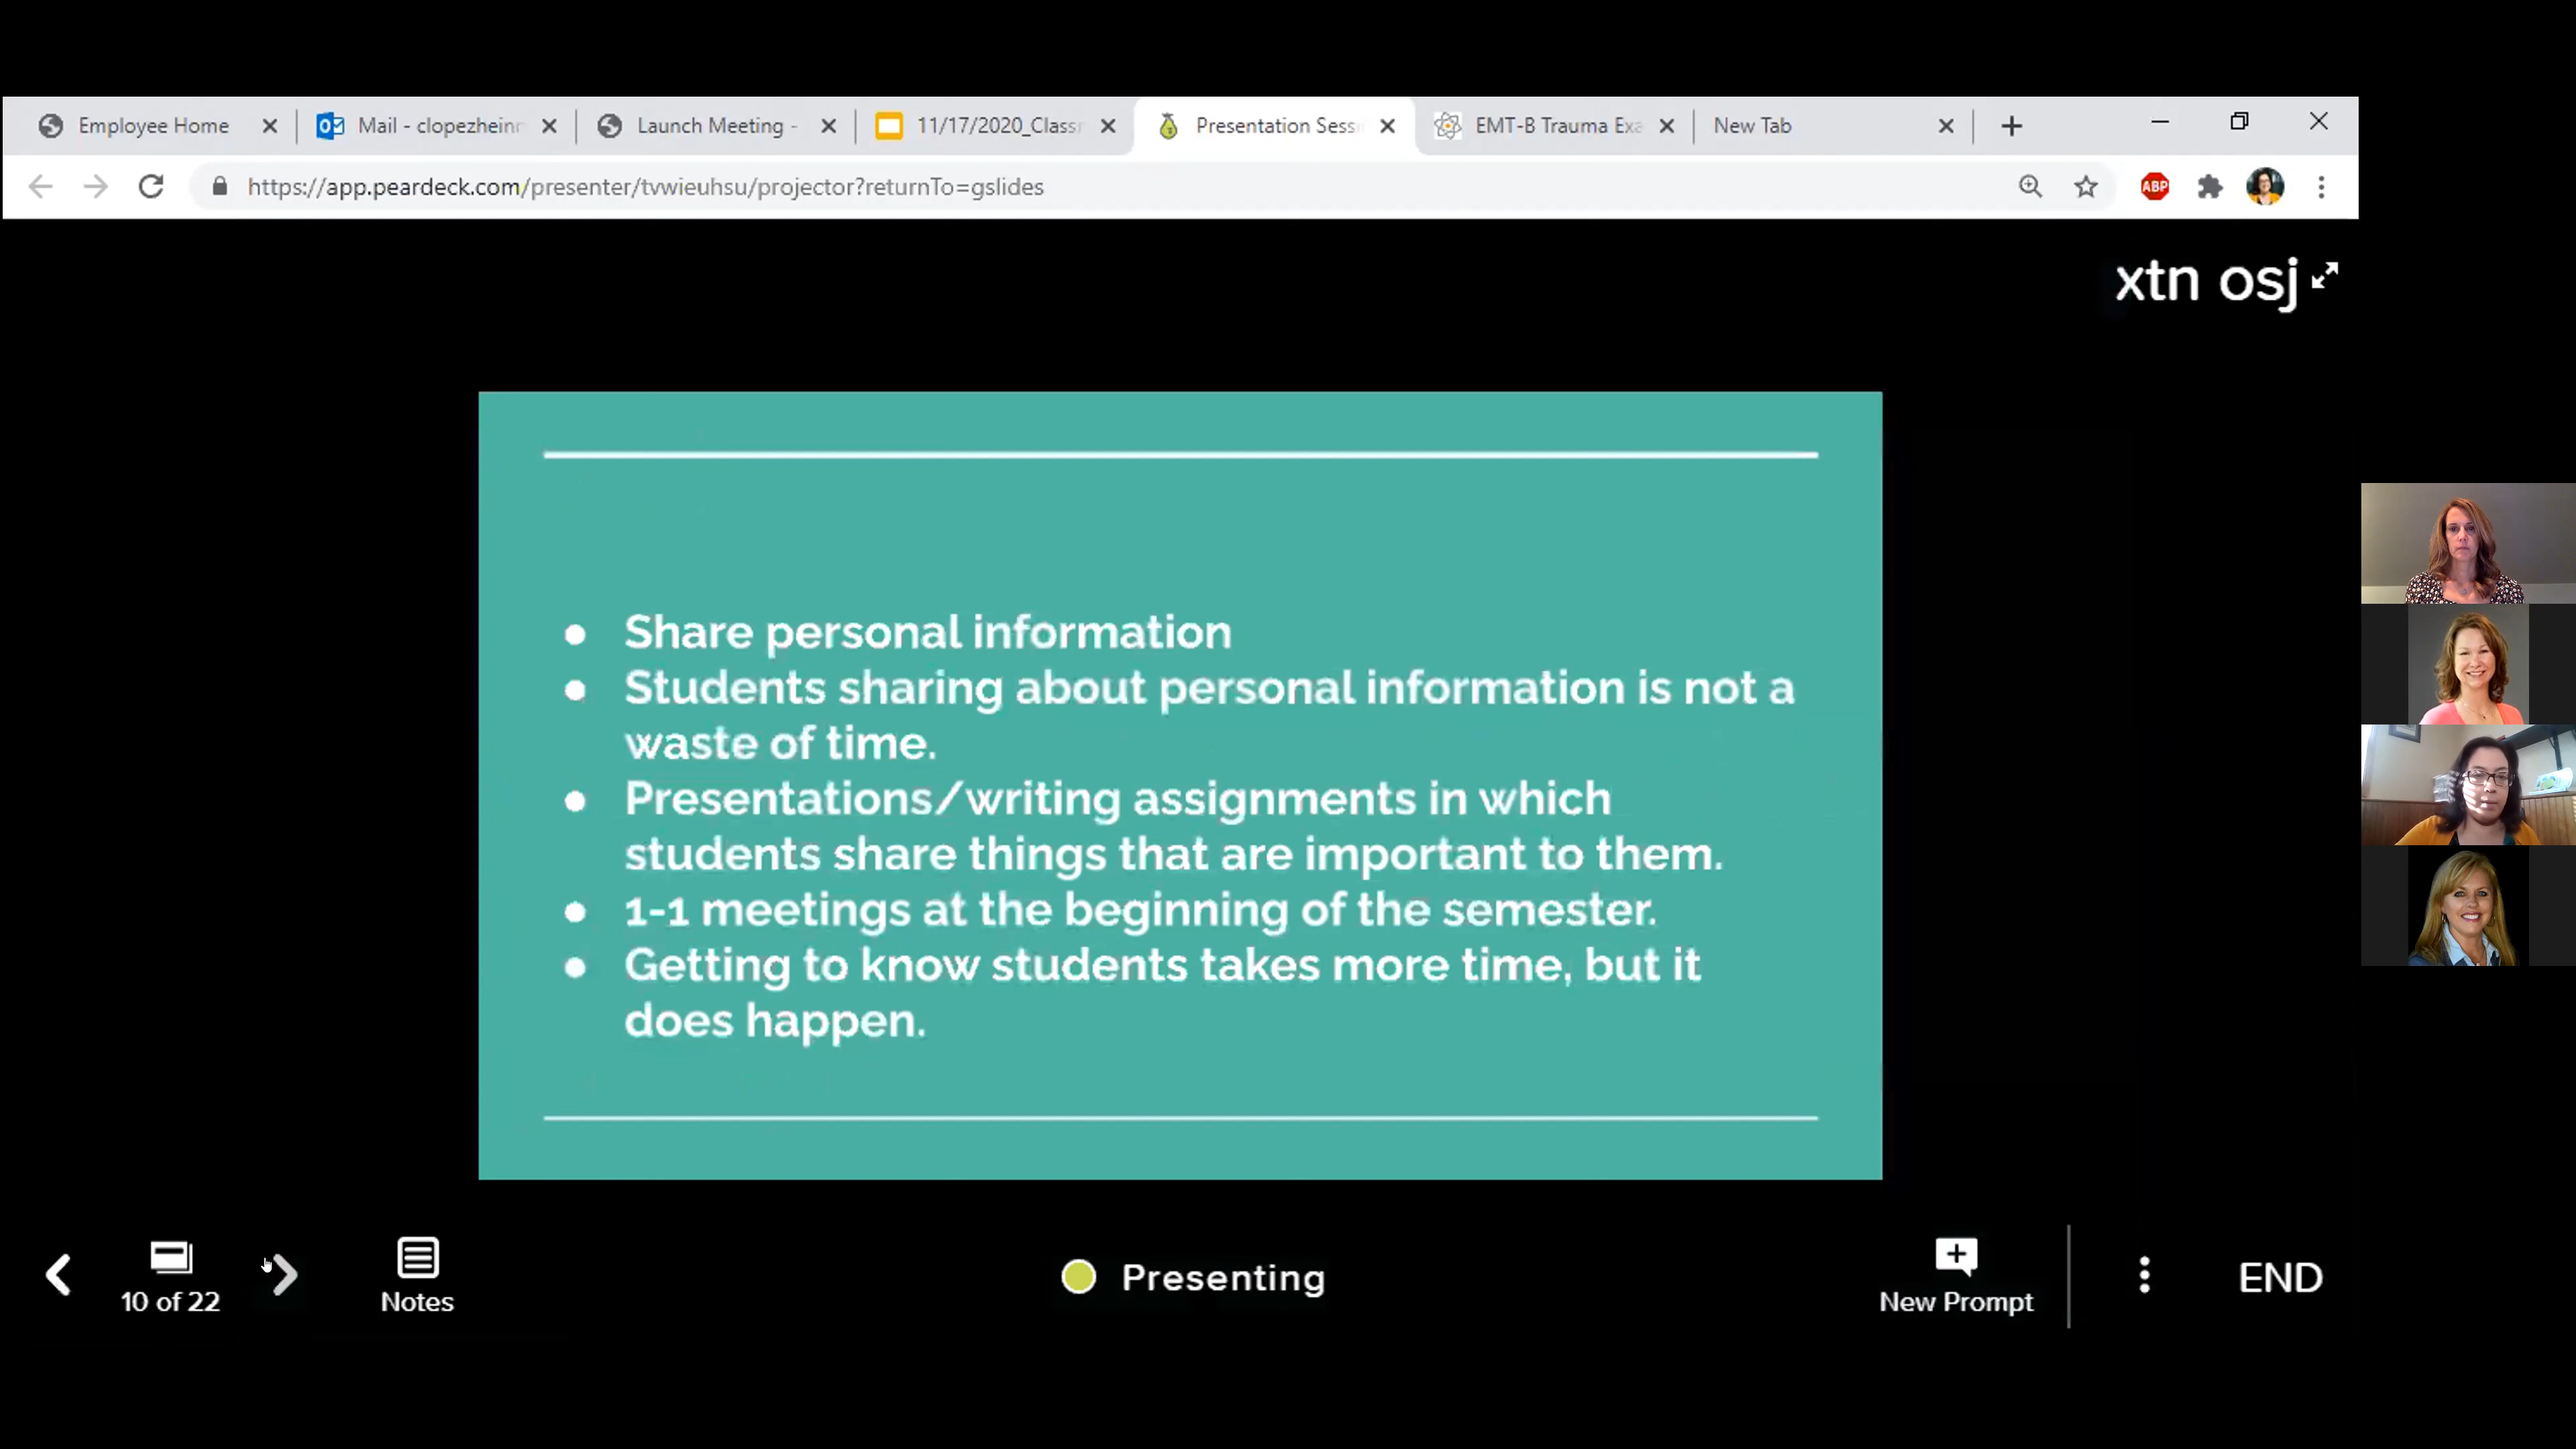 Employee Home
Mail - clopezhein
Launch Meeting -
11/17/2020_Class
Presentation Sess
EMT-B Trauma Exa
New Tab
https://app.peardeck.com/presenter/tvwieuhsu/projector?returnTo=gslides
ABP
xtn osj
Share personal information
Students sharing about personal information is not a
waste of time.
Presentations/writing assignments in which
students share things that are important to them.
1-1 meetings at the beginning of the semester.
Getting to know students takes more time, but it
does happen.
10 of 22
Notes
Presenting
New Prompt
END